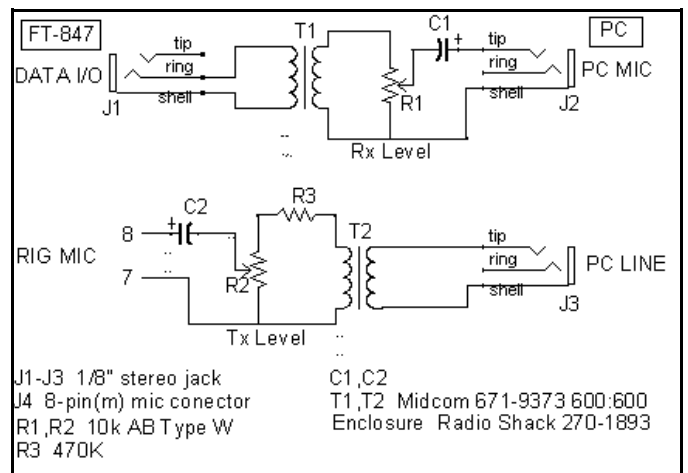 FT-847
T1
C1
PC
tip
+
tip
DATA I/O
ring
ring
PC MIC
shell
R1
shell
J1
J2
Rx Level
R3
C2
+
8
T2
tip
RIG MIC
ring
PC LINE
7
R2
shell
J3
Tx Level
J1-J3 1/8" stereo jack
J4 8-pin(m) mic conector
R1,R2 10k AB Type W
R3 470K
C1,C2
T1,T2 Midcom 671-9373 600:600
Enclosure Radio Shack 270-1893